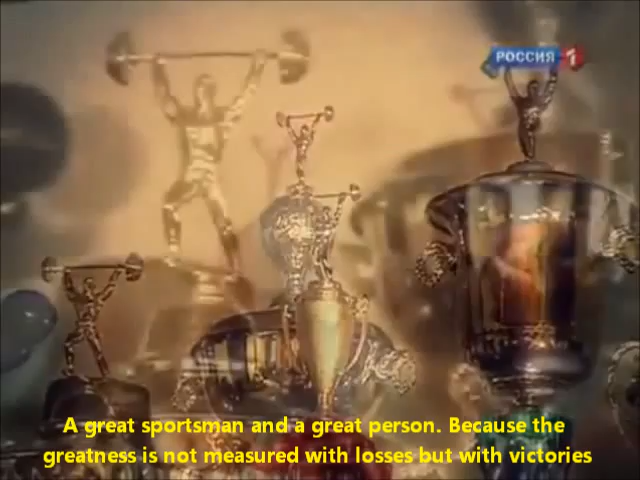 РОССИЯ 1
A great sportsman and a great person. Because the
greatness is not measured with losses but with victories